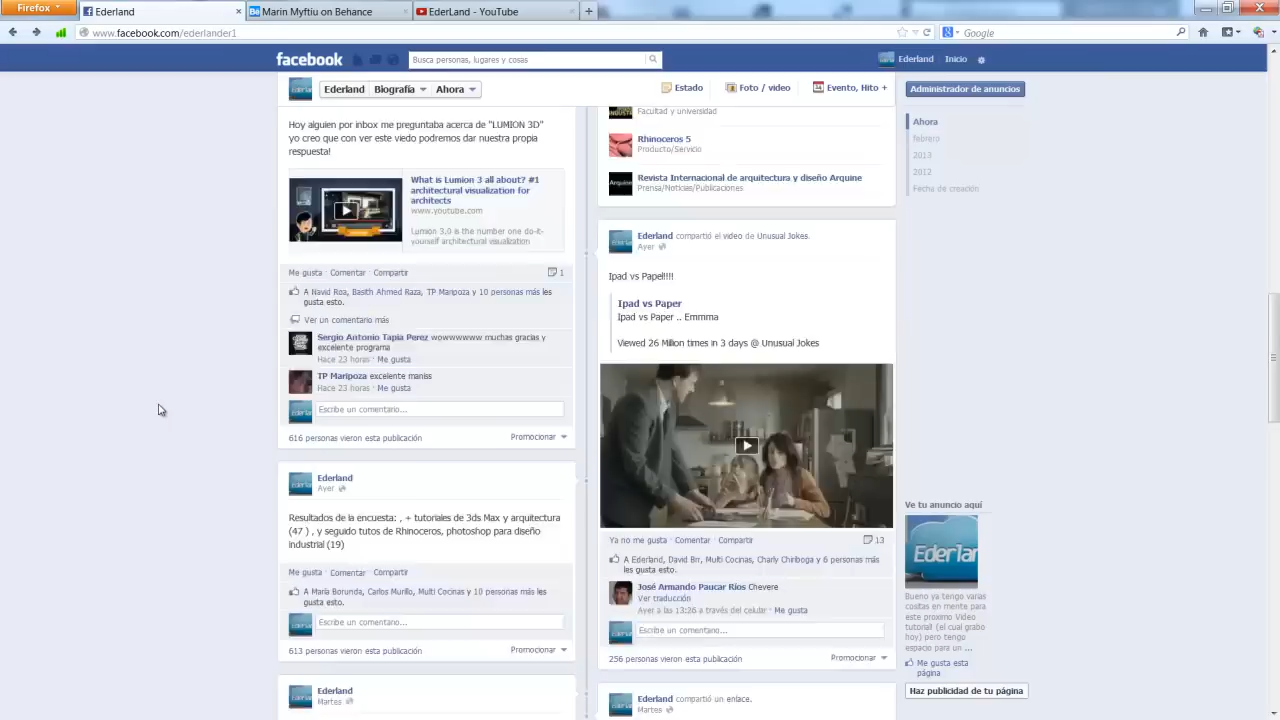 Firefox
Ederland
Marin Myftiu on Behance
EderLand - YouTube
www.facebook.com/ederlander1
Google
facebook
Busca personas, lugares y cosas
Ederland
Inicio
Ederland
Biografía
Ahora
Estado
Foto / video
Evento, Hito +
Administrador de anuncios
Ahora
febrero
2013
2012
Fecha de creación
Hoy alguien por inbox me preguntaba acerca de "LUMION 3D"
yo creo que con ver este viedo podremos dar nuestra propia
respuesta!
What is Lumion 3 all about? #1
architectural visualization for
architects
www.youtube.com
Lumion 3.0 is the number one do-it-
yourself architectural visualization
Me gusta · Comentar · Compartir
1
A Navid Roa, Basith Ahmed Raza, TP Maripoza y 10 personas más les
gusta esto.
Ver un comentario más
Sergio Antonio Tapia Perez wowwwwww muchas gracias y
excelente programa
Hace 23 horas · Me gusta
TP Maripoza excelente maniss
Hace 23 horas · Me gusta
Escribe un comentario...
616 personas vieron esta publicación
Promocionar
Ederland
Ayer
Resultados de la encuesta: , + tutoriales de 3ds Max y arquitectura
(47 ) , y seguido tutos de Rhinoceros, photoshop para diseño
industrial (19)
Me gusta · Comentar · Compartir
A María Borunda, Carlos Murillo, Multi Cocinas y 10 personas más les
gusta esto.
Escribe un comentario...
613 personas vieron esta publicación
Promocionar
Ederland
Martes
Facultad y universidad
Rhinoceros 5
Producto/Servicio
Arquine
Revista Internacional de arquitectura y diseño Arquine
Prensa/Noticias/Publicaciones
Ederland compartió el video de Unusual Jokes.
Ayer
Ipad vs Papel!!!!
Ipad vs Paper
Ipad vs Paper .. Emmma
Viewed 26 Million times in 3 days @ Unusual Jokes
Ya no me gusta · Comentar · Compartir
13
A Ederland, David Brr, Multi Cocinas, Charly Chiriboga y 6 personas más
les gusta esto.
José Armando Paucar Ríos Chevere
Ver traducción
Ayer a las 13:26 a través del celular · Me gusta
Escribe un comentario...
256 personas vieron esta publicación
Promocionar
Ederland compartió un enlace.
Martes
Ve tu anuncio aquí
Ederlan
Bueno ya tengo varias
cositas en mente para
este proximo Video
tutorial! (el cual grabo
hoy) pero tengo
espacio para un ...
Me gusta esta
página
Haz publicidad de tu página